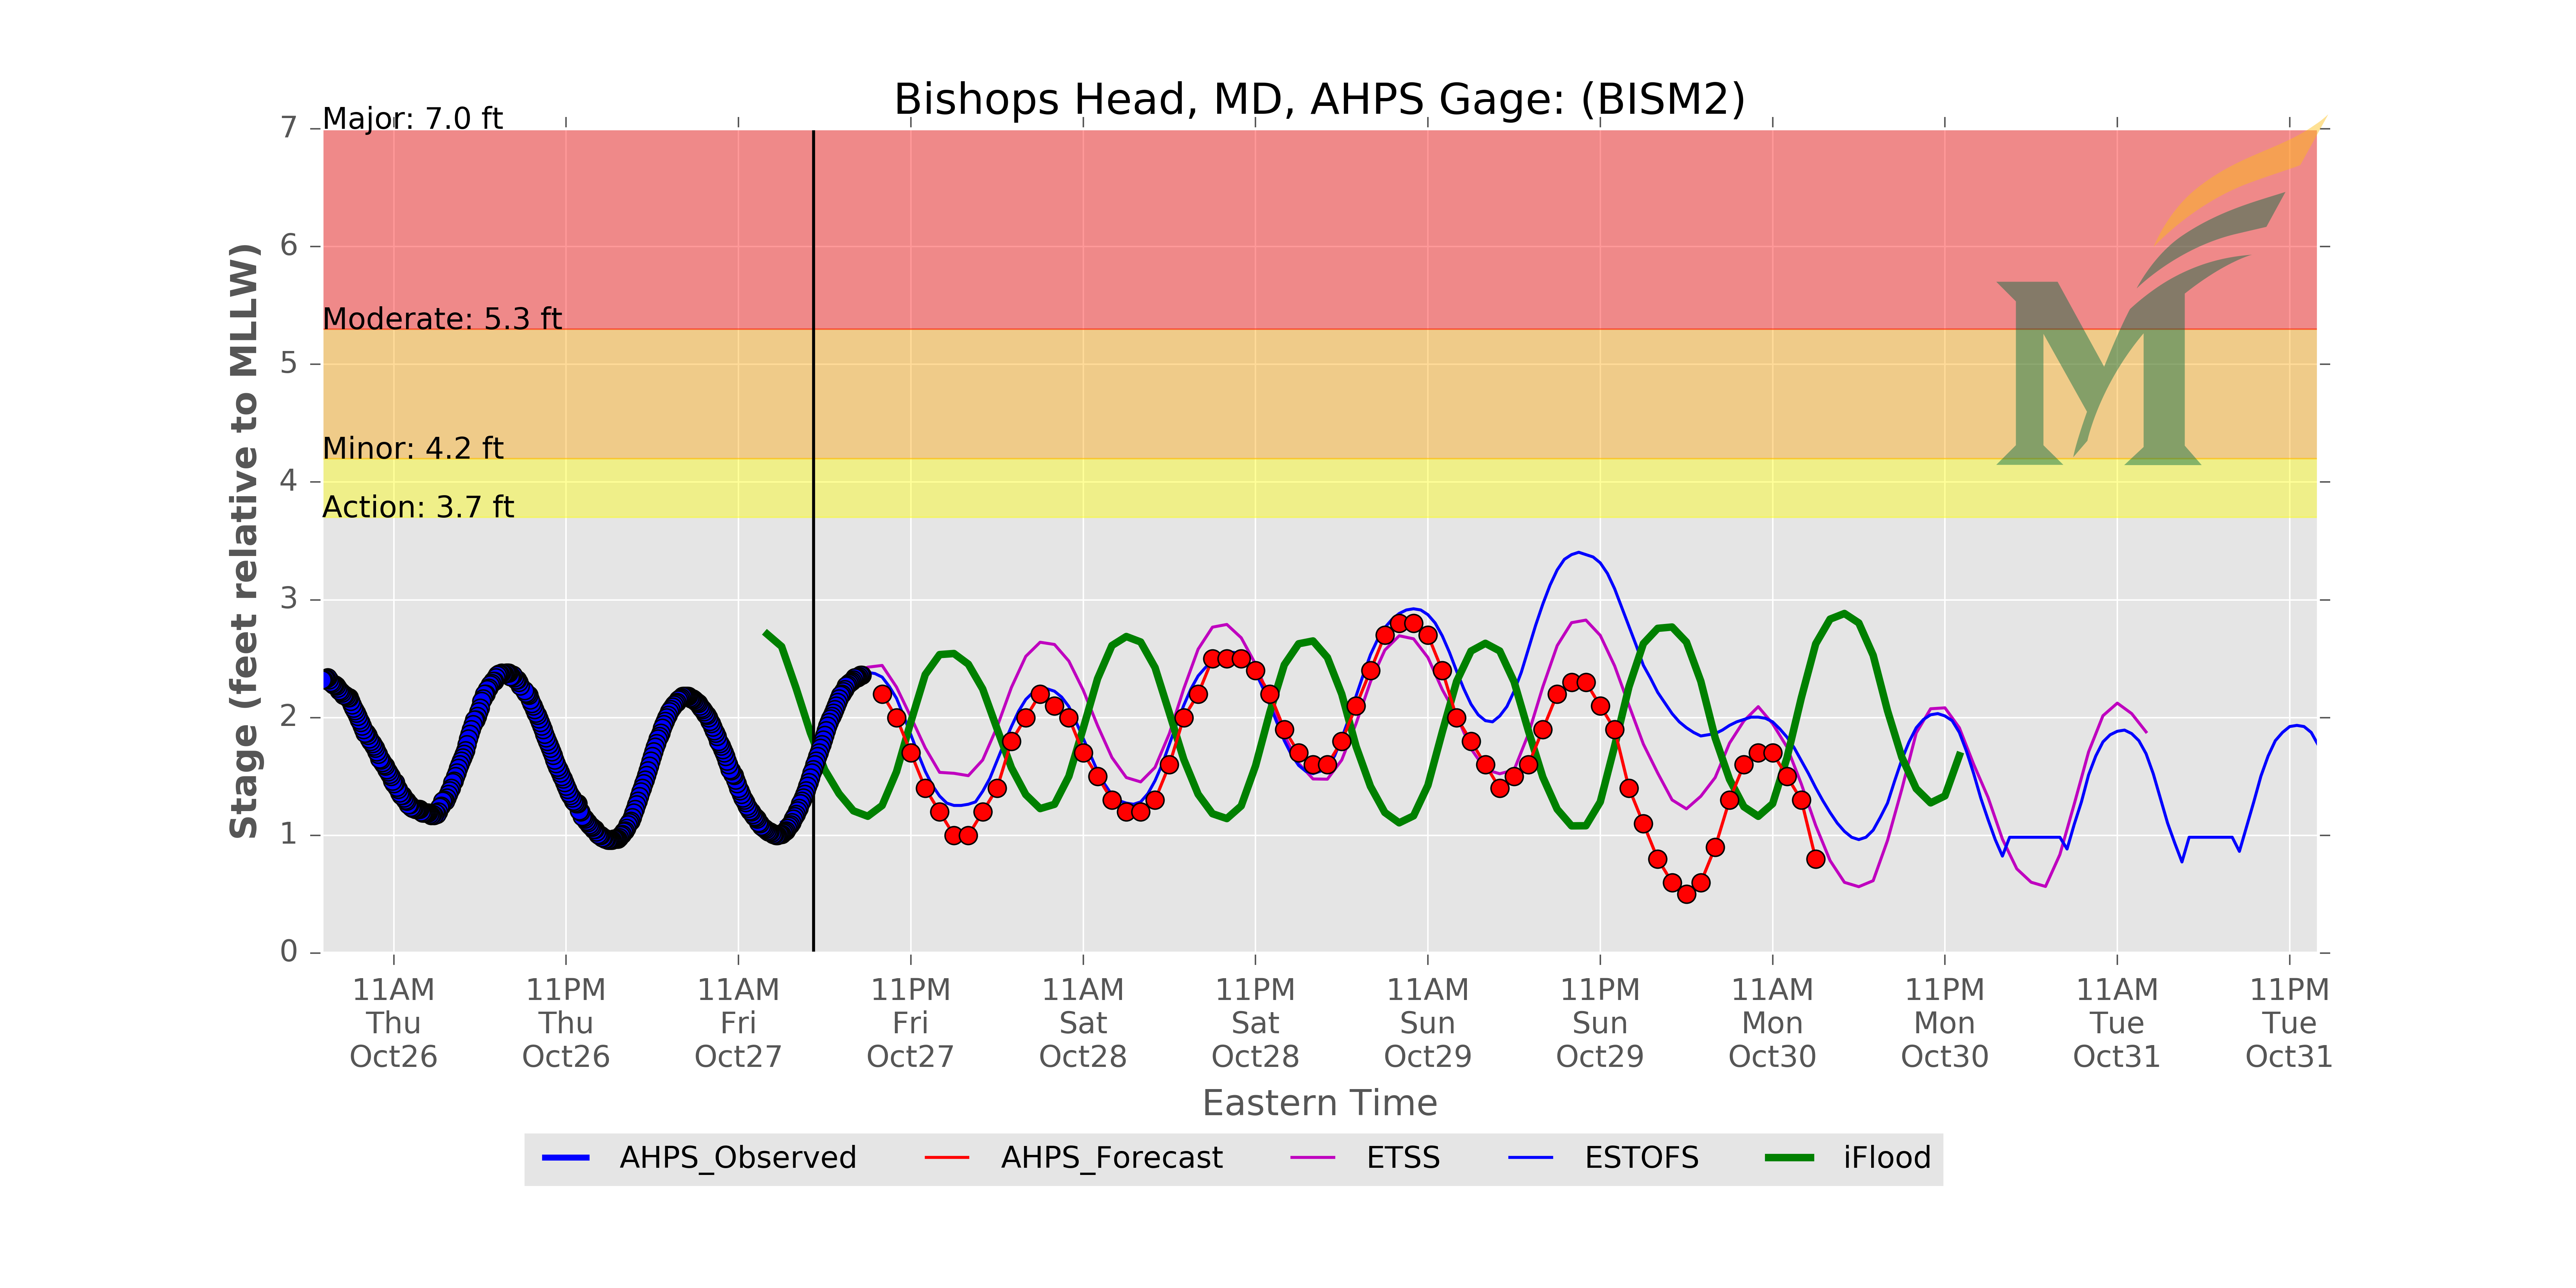 Bishops Head, MD, AHPS Gage: (BISM2)
Major: 7.0 ft
Moderate: 5.3 ft
Minor: 4.2 ft
Action: 3.7 ft
7
6
5
4
3
2
1
0
Stage (feet relative to MLLW)
M
11AM Thu Oct26
11PM Thu Oct26
11AM Fri Oct27
11PM Fri Oct27
11AM Sat Oct28
11PM Sat Oct28
11AM Sun Oct29
11PM Sun Oct29
11AM Mon Oct30
11PM Mon Oct30
11AM Tue Oct31
11PM Tue Oct31
Eastern Time
AHPS_Observed AHPS_Forecast ETSS ESTOFS iFlood